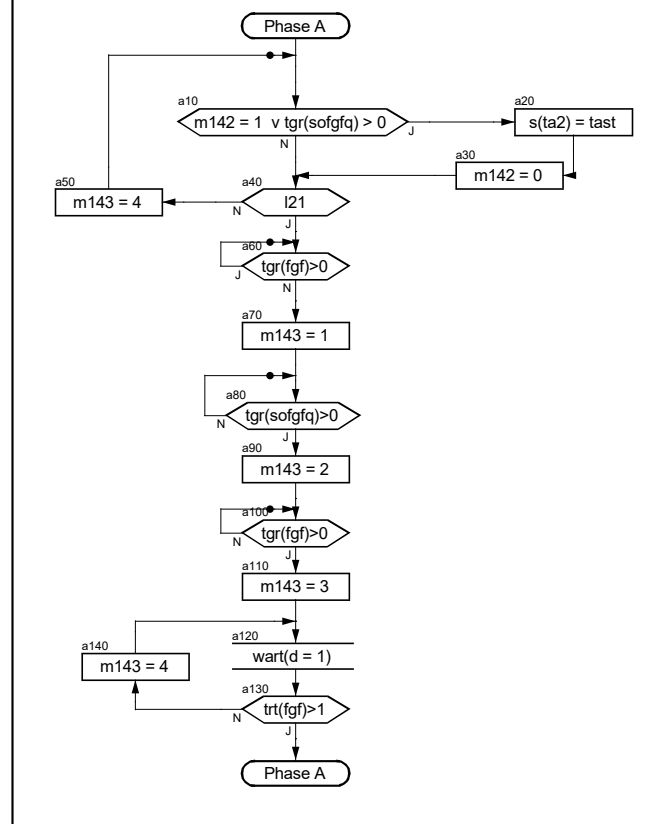 Phase A
a10
m142 = 1 v tgr(sofgfq) > 0
J
N
a20
s(ta2) = tast
a30
m142 = 0
a50
m143 = 4
a40
l21
N
J
a60
tgr(fgf)>0
J
N
a70
m143 = 1
a80
tgr(sofgfq)>0
N
J
a90
m143 = 2
a100
tgr(fgf)>0
N
J
a110
m143 = 3
a140
m143 = 4
a120
wart(d = 1)
a130
trt(fgf)>1
N
J
Phase A